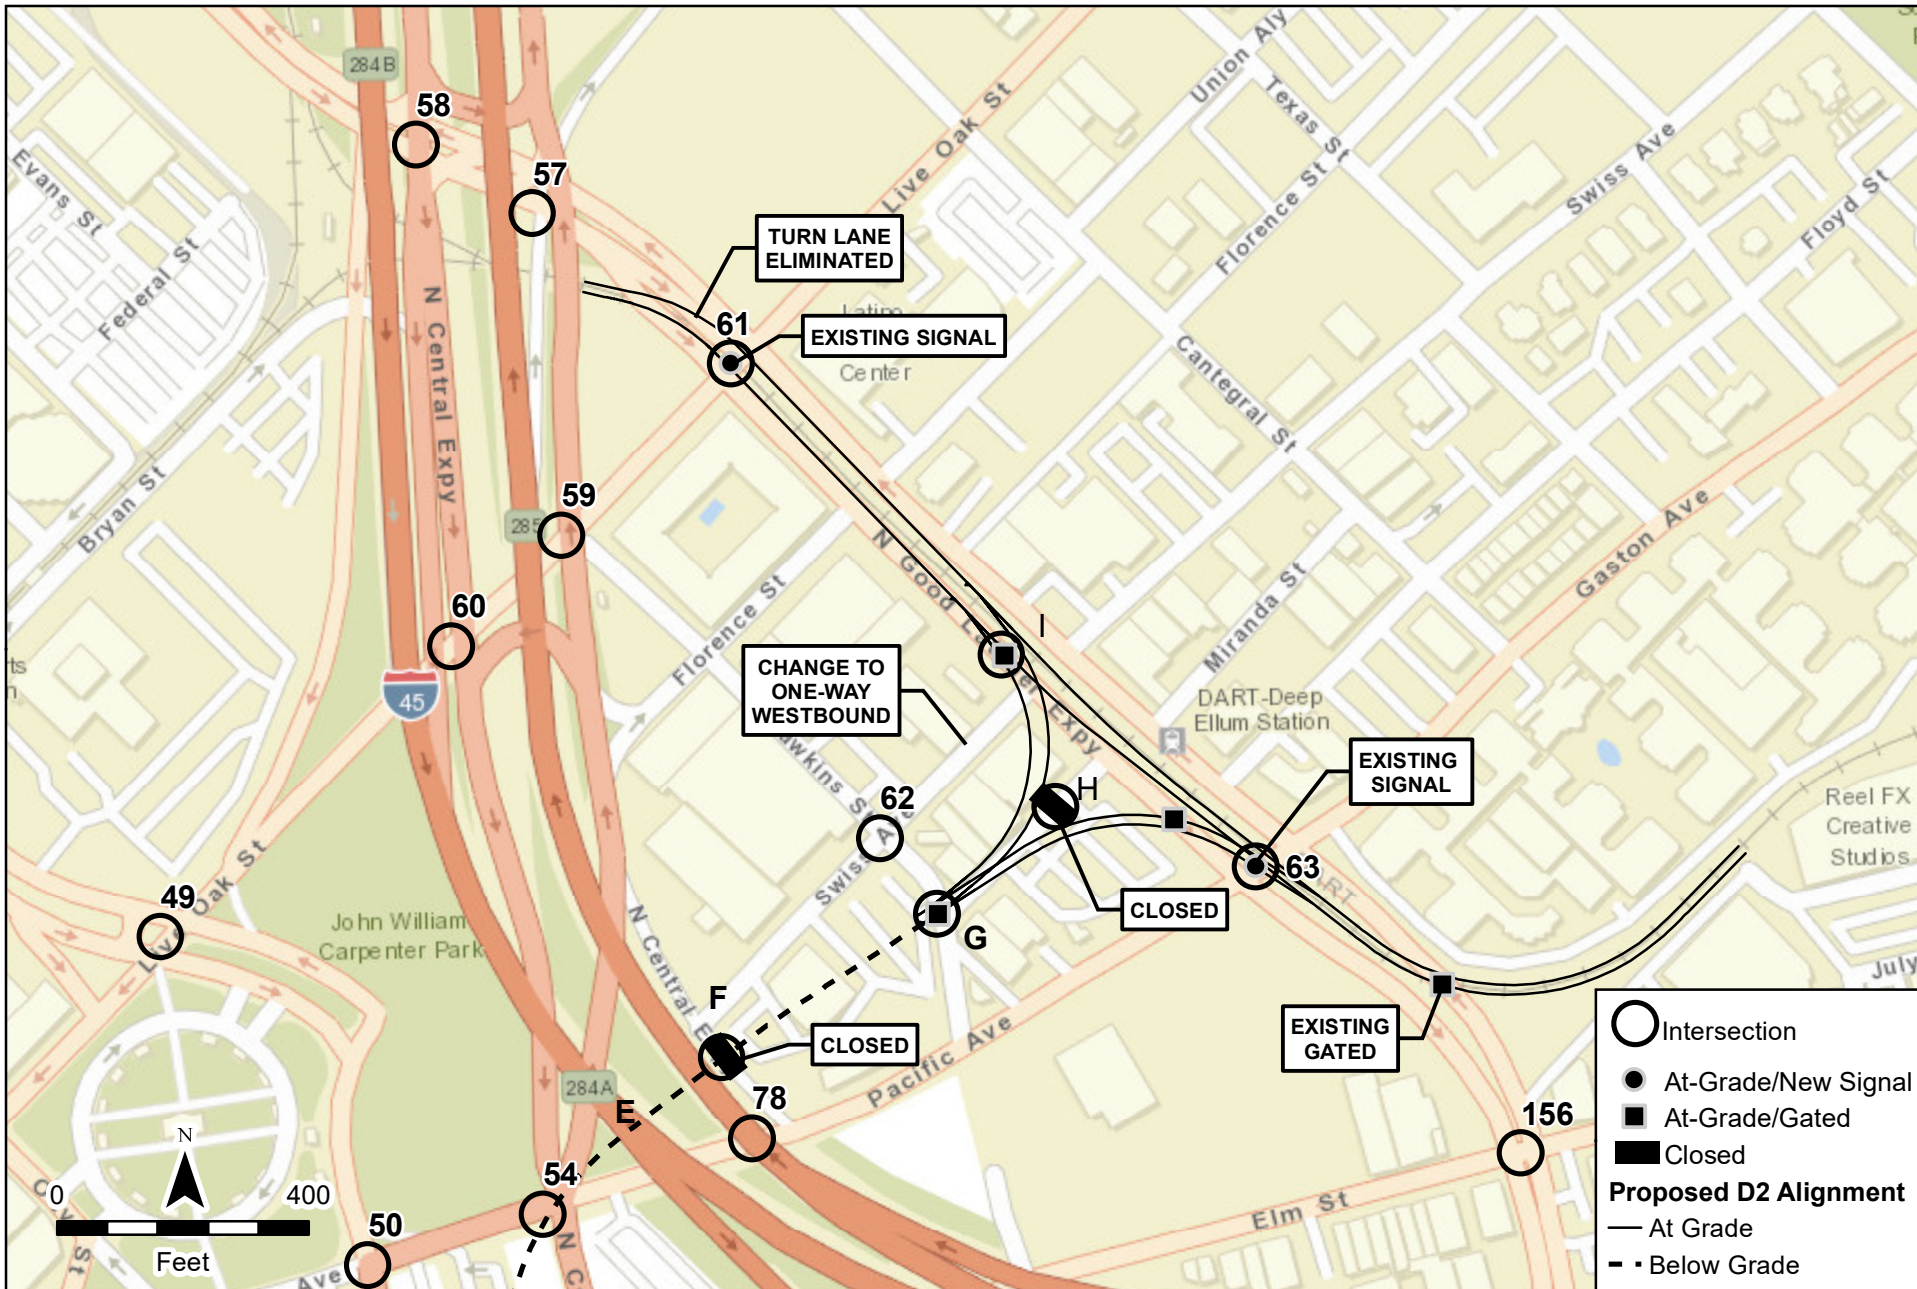 284B
58
57
Evans St
Federal St
Bryan St
N Central Expy
Live Oak St
Union Aly
Texas St
Florence St
Swiss Ave
Floyd St
TURN LANE
ELIMINATED
61
EXISTING SIGNAL
Latino
Center
Cantegral St
59
285
60
45
Florence St
N Good Latimer Expy
I
Miranda St
Gaston Ave
CHANGE TO
ONE-WAY
WESTBOUND
DART-Deep
Ellum Station
EXISTING
SIGNAL
H
62
Hawkins St
Swiss Ave
63
DART
CLOSED
G
Reel FX
Creative
Studios
49
Live Oak St
John William
Carpenter Park
N Central E
F
CLOSED
EXISTING
GATED
July
284A
E
78
Pacific Ave
156
54
50
Elm St
Ave
St
N C
N
0 400
Feet
Intersection
At-Grade/New Signal
At-Grade/Gated
Closed
Proposed D2 Alignment
At Grade
Below Grade